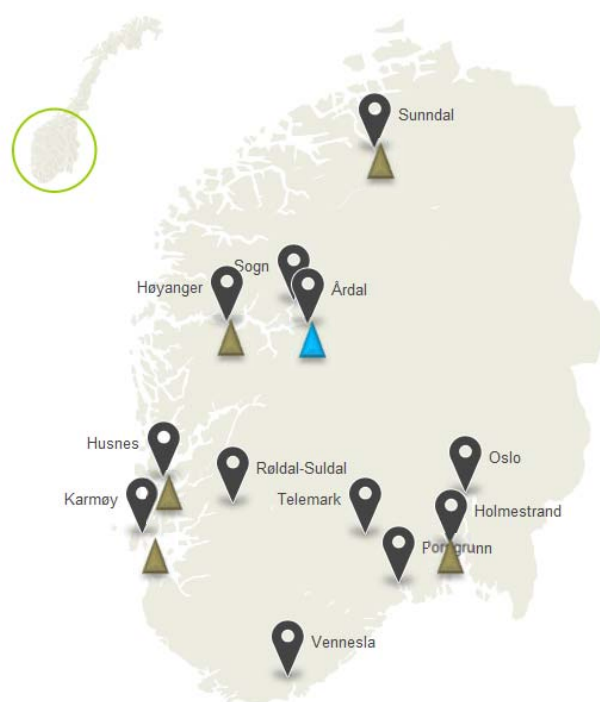 Sunndal
Sogn
Høyanger
Årdal
Husnes
Røldal-Suldal
Oslo
Karmøy
Telemark
Holmestrand
Porsgrunn
Vennesla